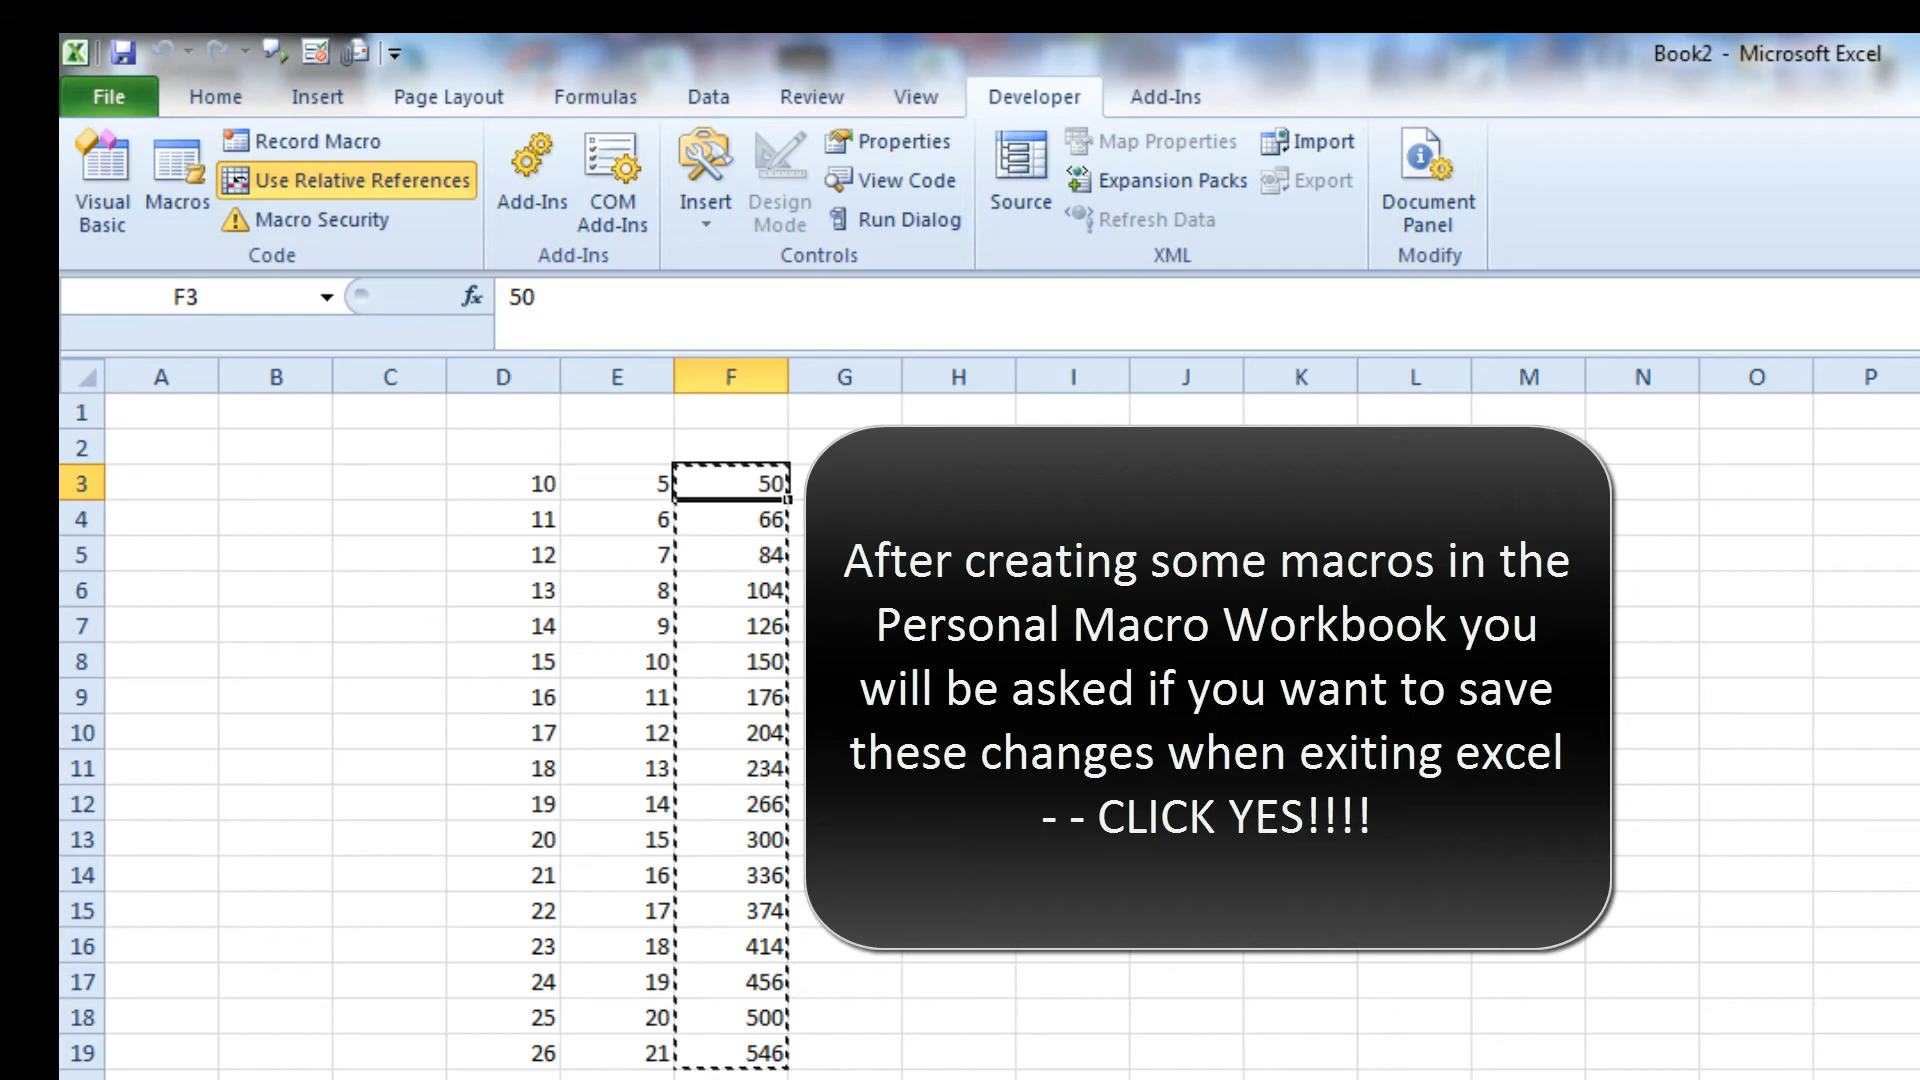 Book2 - Microsoft Excel
File Home Insert Page Layout Formulas Data Review View Developer Add-Ins
Visual Basic
Macros
Record Macro
Use Relative References
Macro Security
Code
Add-Ins
COM Add-Ins
Add-Ins
Insert
Design Mode
Properties
View Code
Run Dialog
Controls
Source
Map Properties
Expansion Packs
Refresh Data
Import
Export
XML
Document Panel
Modify
F3 fx 50
A B C D E F G H I J K L M N O P
1
2
3 10 5 50
4 11 6 66
5 12 7 84
6 13 8 104
7 14 9 126
8 15 10 150
9 16 11 176
10 17 12 204
11 18 13 234
12 19 14 266
13 20 15 300
14 21 16 336
15 22 17 374
16 23 18 414
17 24 19 456
18 25 20 500
19 26 21 546
After creating some macros in the
Personal Macro Workbook you
will be asked if you want to save
these changes when exiting excel
- - CLICK YES!!!!